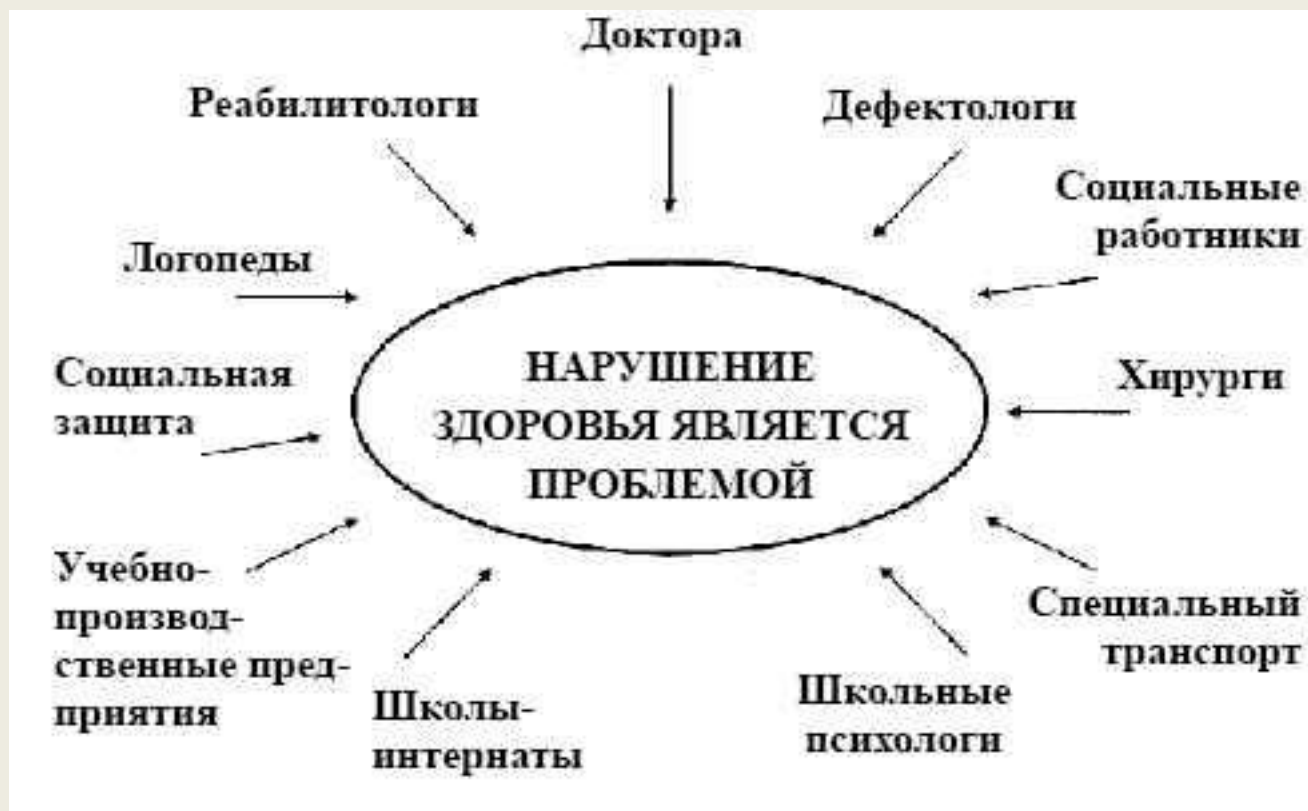 Доктора
Реабилитологи
Дефектологи
Социальные
работники
Логопеды
Социальная
защита
НАРУШЕНИЕ
ЗДОРОВЬЯ ЯВЛЯЕТСЯ
ПРОБЛЕМОЙ
Хирурги
Учебно-
производ-
ственные пред-
приятия
Школы-
интернаты
Школьные
психологи
Специальный
транспорт